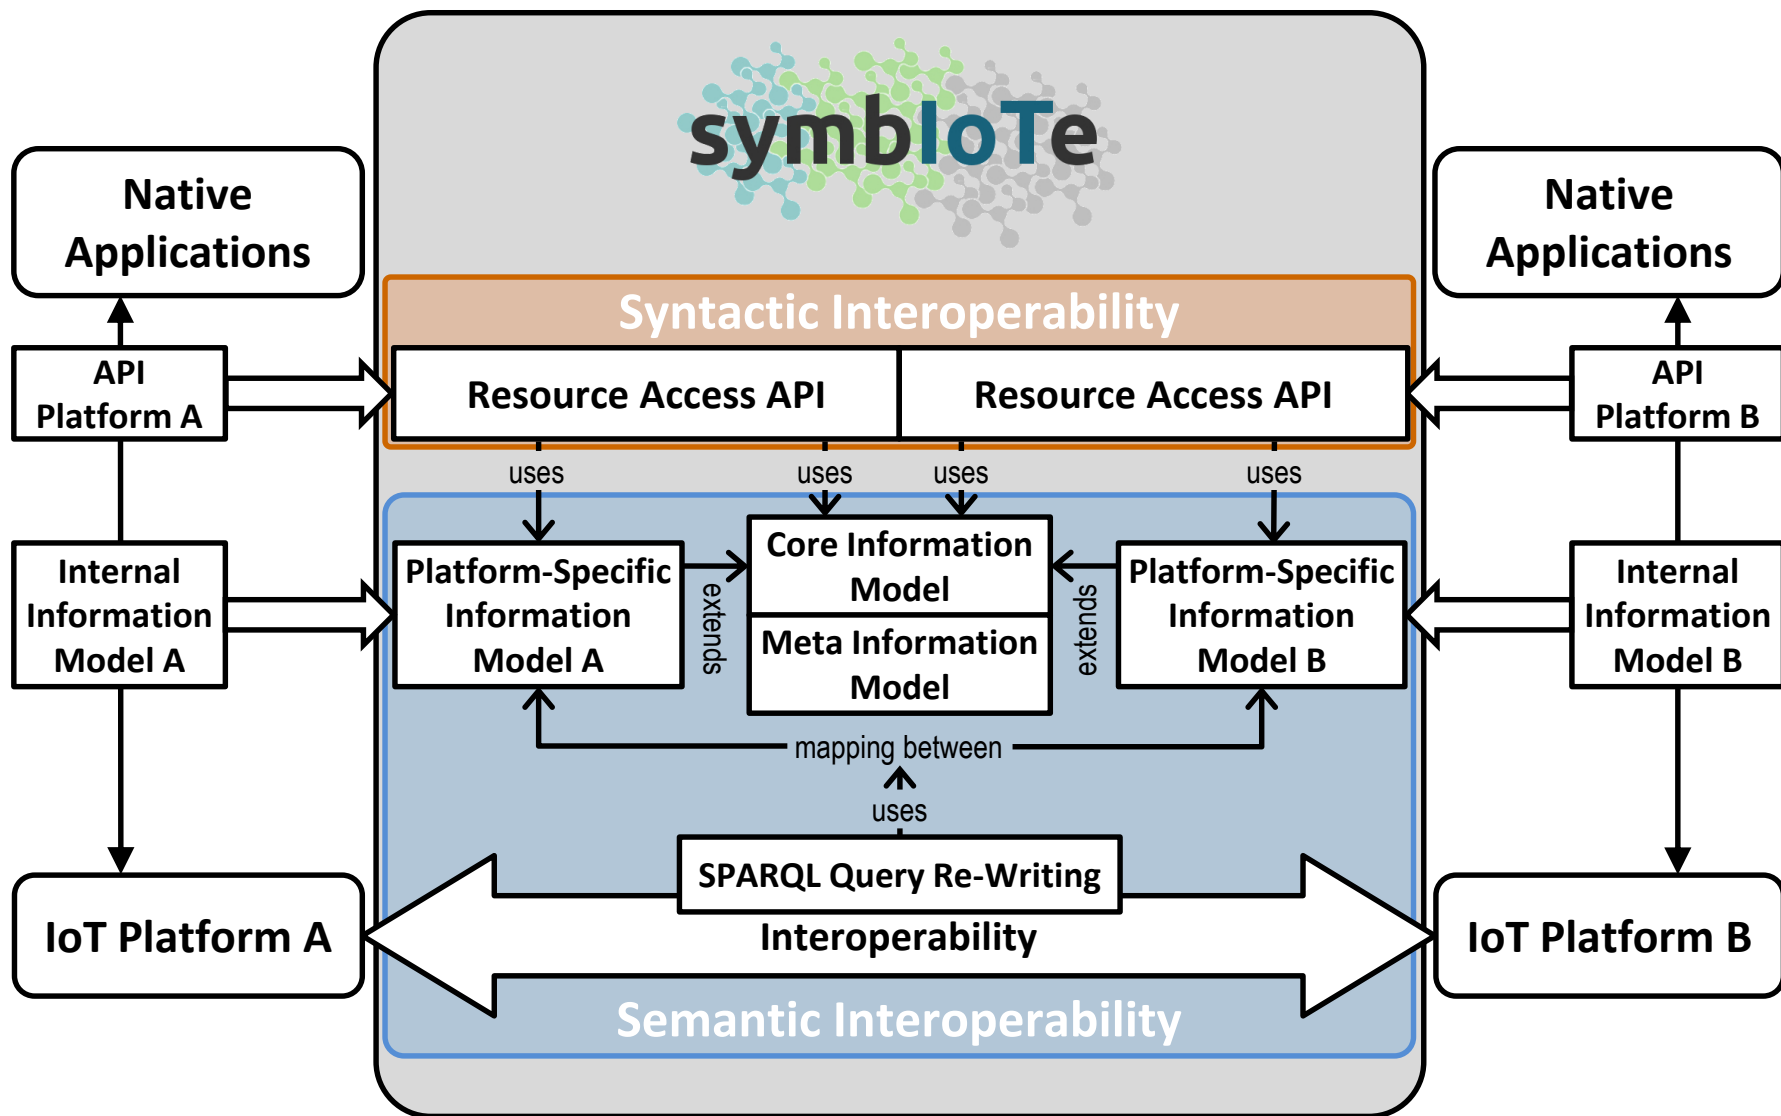 symbIoTe
Native
Applications
Native
Applications
Syntactic Interoperability
API
Platform A
Resource Access API
Resource Access API
API
Platform B
uses
uses
uses
uses
Internal
Information
Model A
Platform-Specific
Information
Model A
extends
Core Information
Model
Meta Information
Model
extends
Platform-Specific
Information
Model B
Internal
Information
Model B
mapping between
uses
SPARQL Query Re-Writing
IoT Platform A
Interoperability
IoT Platform B
Semantic Interoperability